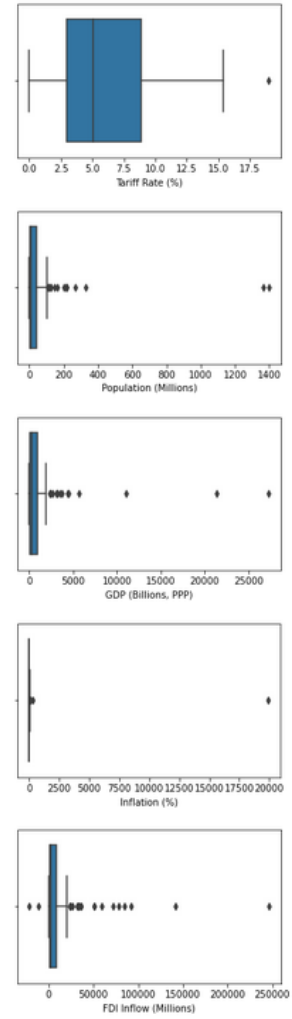 0.0 2.5 5.0 7.5 10.0 12.5 15.0 17.5
Tariff Rate (%)
0 200 400 600 800 1000 1200 1400
Population (Millions)
0 5000 10000 15000 20000 25000
GDP (Billions, PPP)
0 2500 5000 7500 10000 12500 15000 17500 20000
Inflation (%)
0 50000 100000 150000 200000 250000
FDI Inflow (Millions)